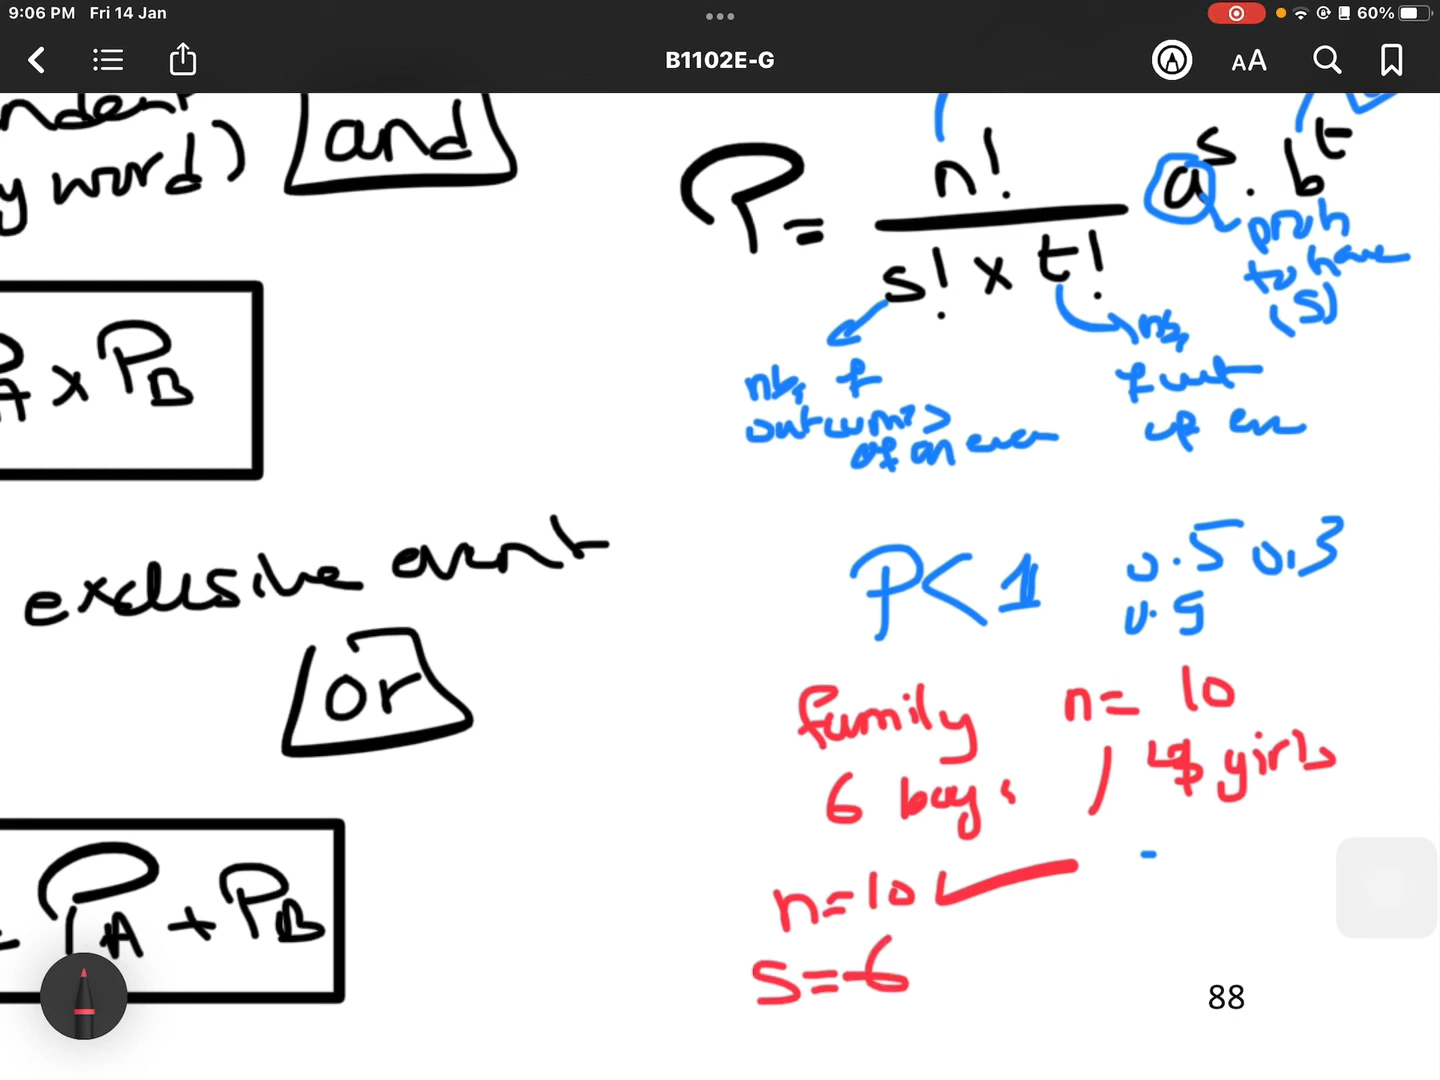 9:06 PM Fri 14 Jan
60%
B1102E-G
AA
and
word)
P = n! / s! x t! a^s . b^t
prob
to have
(s)
A x PB
nb of
outcomes
of an even
nb
exclusive event
or
P<1 0.5 0,3
0.5
family n= 10
6 boys / 4 girls
PA + PB
n=10
s=6
88